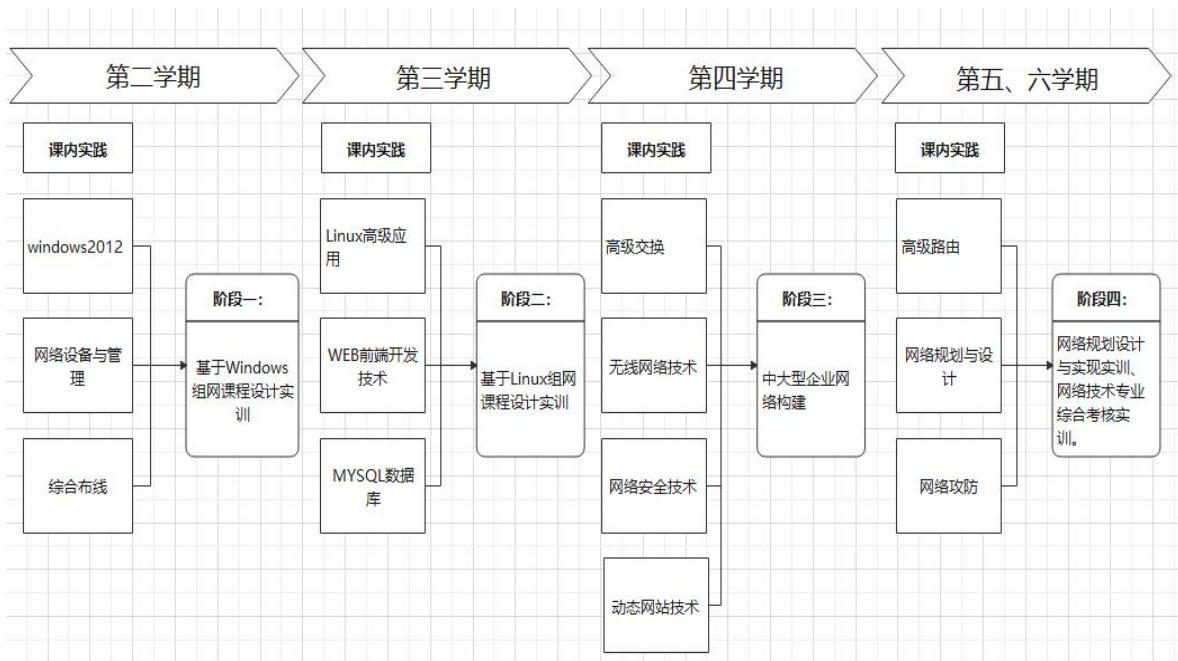 第二学期
第三学期
第四学期
第五、六学期
课内实践
课内实践
课内实践
课内实践
windows2012
网络设备与管
理
综合布线
阶段一：
基于Windows
组网课程设计实
训
Linux高级应
用
WEB前端开发
技术
MYSQL数据
库
阶段二：
基于Linux组网
课程设计实训
高级交换
无线网络技术
网络安全技术
动态网站技术
阶段三：
中大型企业网
络构建
高级路由
网络规划与设
计
网络攻防
阶段四：
网络规划设计
与实现实训、
网络技术专业
综合考核实
训。